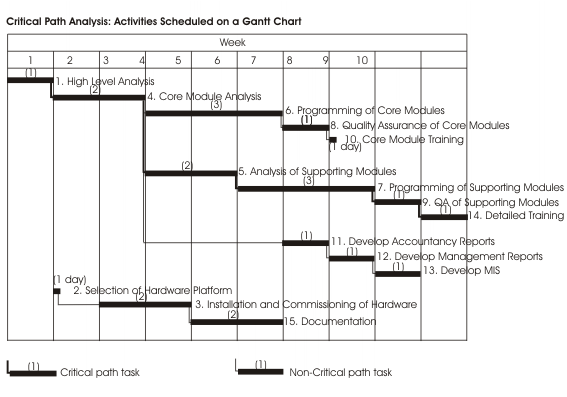 Critical Path Analysis: Activities Scheduled on a Gantt Chart
Week
1 2 3 4 5 6 7 8 9 10
(1)
1. High Level Analysis
(2)
4. Core Module Analysis
(3)
6. Programming of Core Modules
(1)
8. Quality Assurance of Core Modules
10. Core Module Training
(1 day)
(2)
5. Analysis of Supporting Modules
(3)
7. Programming of Supporting Modules
(1)
9. QA of Supporting Modules
(1)
14. Detailed Training
(1)
11. Develop Accountancy Reports
(1)
12. Develop Management Reports
(1)
13. Develop MIS
(1 day)
2. Selection of Hardware Platform
(2)
3. Installation and Commissioning of Hardware
(2)
15. Documentation
(1)
Critical path task
(1)
Non-Critical path task